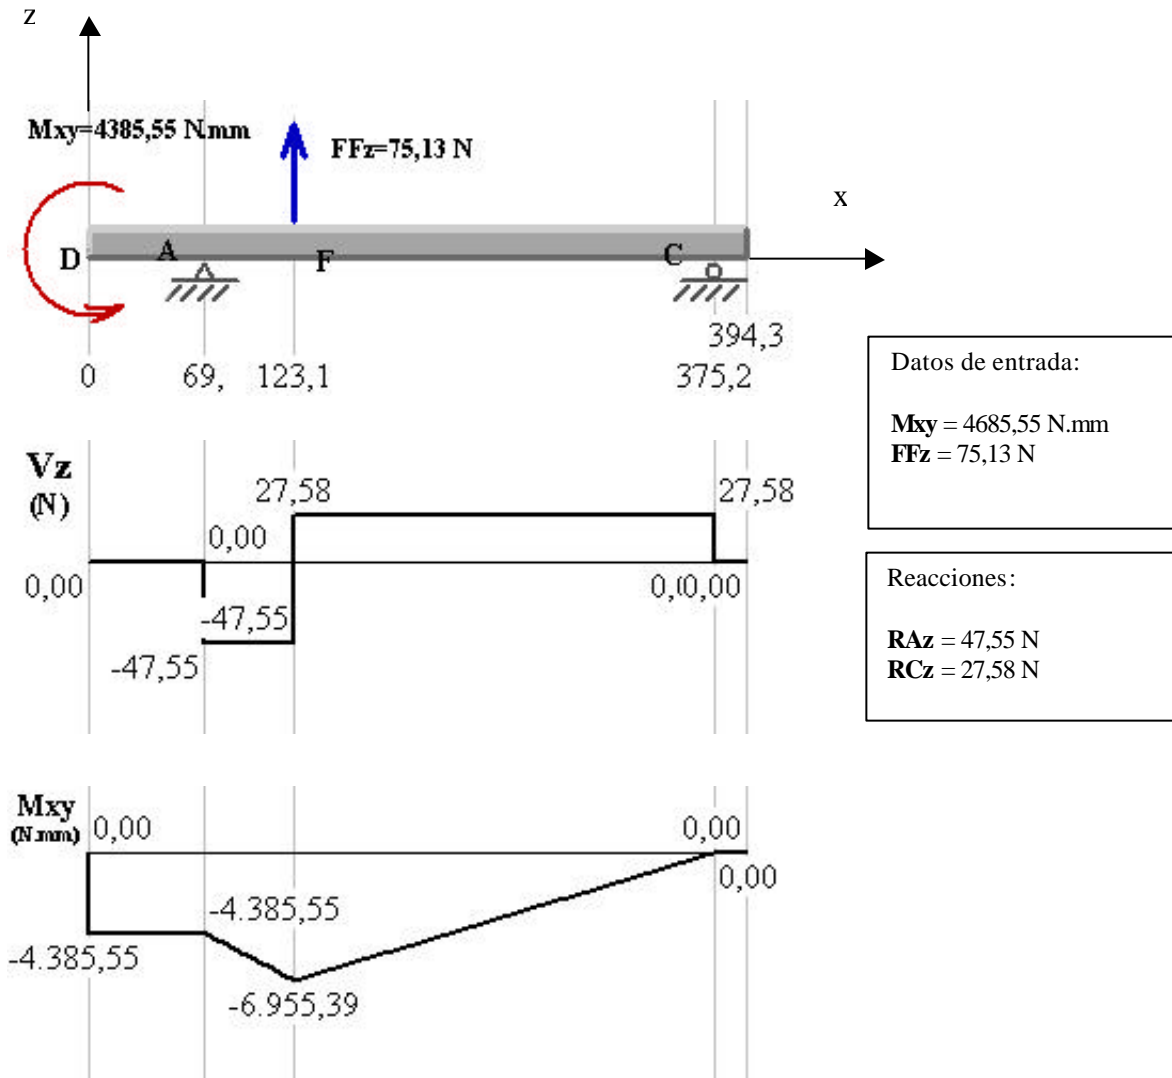 z
Mxy=4385,55 N.mm
FFz=75,13 N
x
D
A
F
C
394,3
0
69,
123,1
375,2
Datos de entrada:
Mxy = 4685,55 N.mm
FFz = 75,13 N
Vz
(N)
27,58
27,58
0,00
0,00
0,00
-47,55
-47,55
Reacciones:
RAz = 47,55 N
RCz = 27,58 N
Mxy
(N.mm)
0,00
0,00
0,00
-4.385,55
-4.385,55
-6.955,39